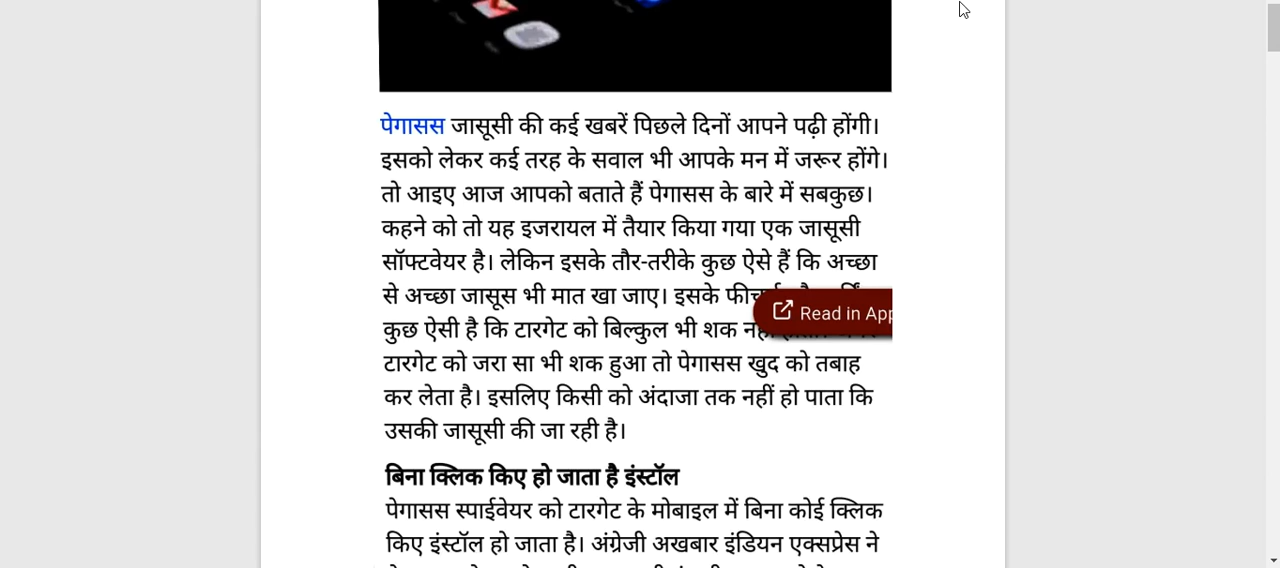 पेगासस जासूसी की कई खबरें पिछले दिनों आपने पढ़ी होंगी।
इसको लेकर कई तरह के सवाल भी आपके मन में जरूर होंगे।
तो आइए आज आपको बताते हैं पेगासस के बारे में सबकुछ।
कहने को तो यह इजरायल में तैयार किया गया एक जासूसी
सॉफ्टवेयर है। लेकिन इसके तौर-तरीके कुछ ऐसे हैं कि अच्छा
से अच्छा जासूस भी मात खा जाए। इसके
Read in App
कुछ ऐसी है कि टारगेट को बिल्कुल भी शक
टारगेट को जरा सा भी शक हुआ तो पेगासस खुद को तबाह
कर लेता है। इसलिए किसी को अंदाजा तक नहीं हो पाता कि
उसकी जासूसी की जा रही है।
बिना क्लिक किए हो जाता है इंस्टॉल
पेगासस स्पाईवेयर को टारगेट के मोबाइल में बिना कोई क्लिक
किए इंस्टॉल हो जाता है। अंग्रेजी अखबार इंडियन एक्सप्रेस ने